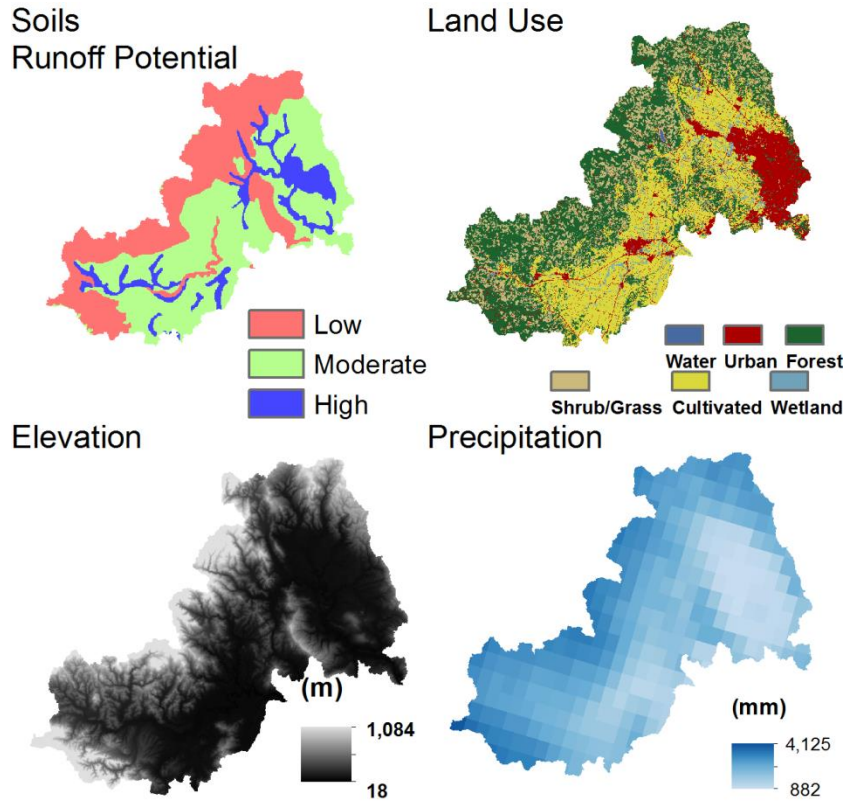 Soils
Runoff Potential
Land Use
Low
Moderate
High
Water Urban Forest
Shrub/Grass Cultivated Wetland
Elevation
Precipitation
(m)
1,084
18
(mm)
4,125
882